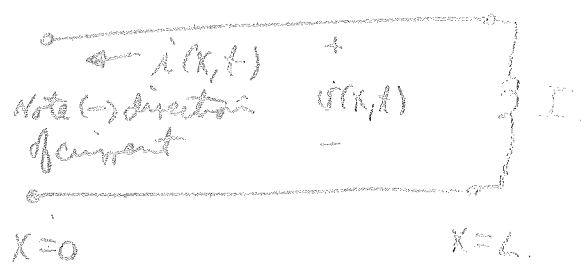 ← i(x,t)
+
Note (-) direction
of current
v(x,t)
-
I.
x=0
x=L.